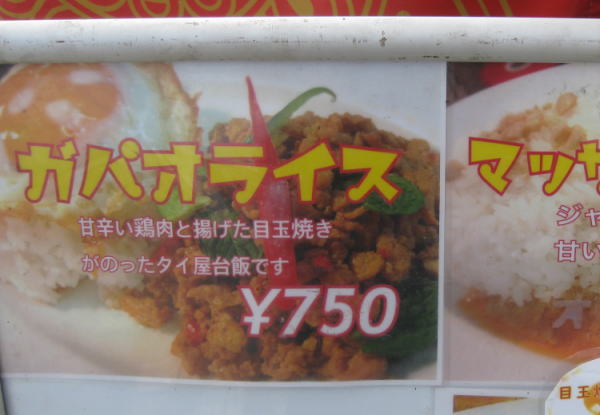 ガパオライス
甘辛い鶏肉と揚げた目玉焼き
がのったタイ屋台飯です
¥750
マッサ
ジャ
甘い
オ
目玉焼